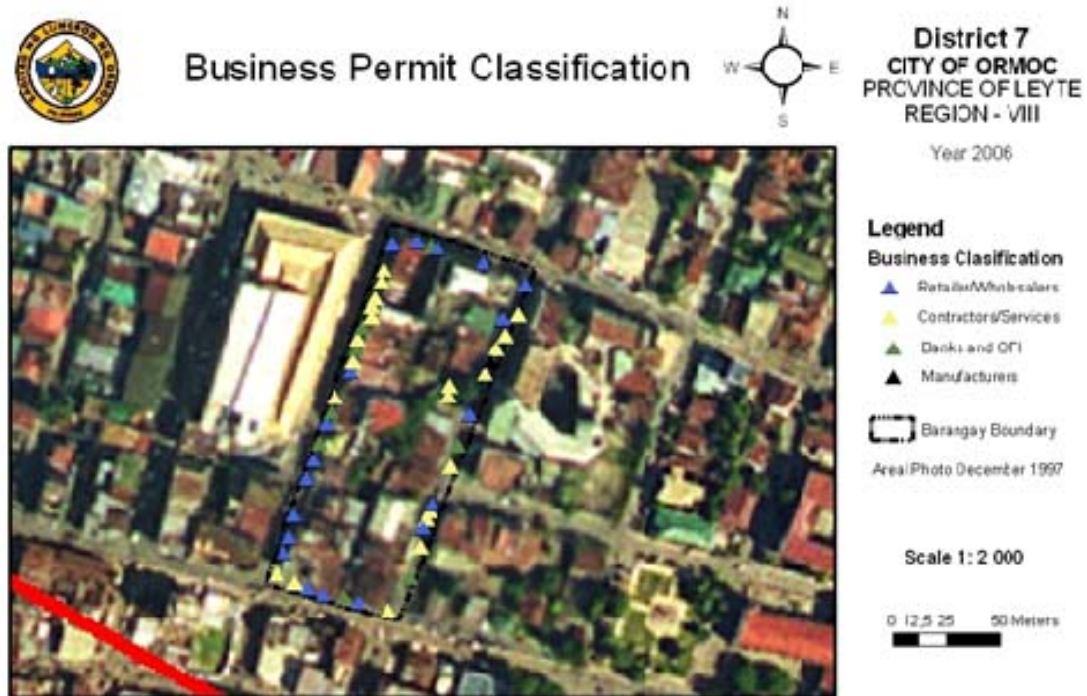 Business Permit Classification
N
W
E
S
District 7
CITY OF ORMOC
PROVINCE OF LEYTE
REGION - VIII
Year 2006
Legend
Business Clasification
Retailer/Wholesalers
Contractors/Services
Banks and OFI
Manufacturers
Barangay Boundary
Areal Photo December 1997
Scale 1: 2 000
0 12,5 25 50 Meters